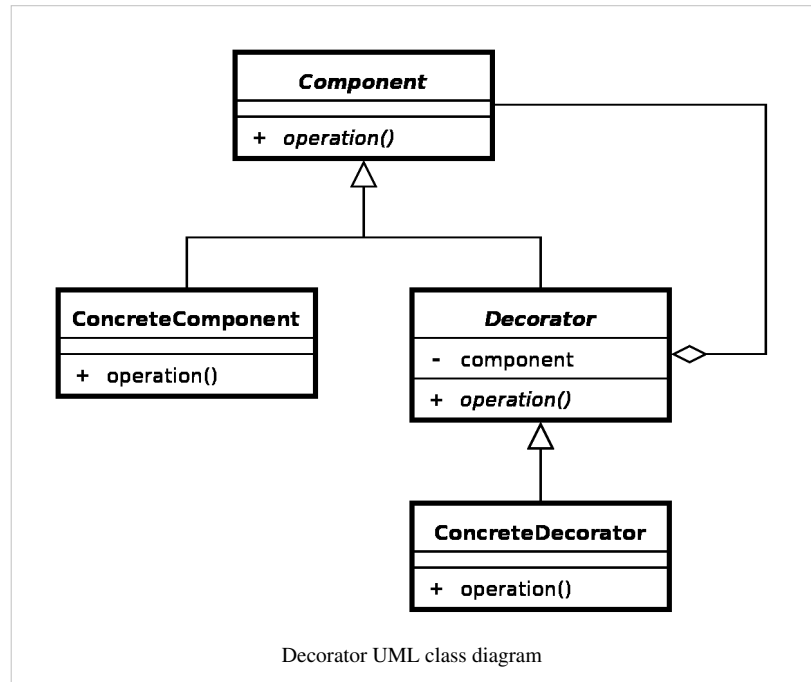 Component
+ operation()
ConcreteComponent
+ operation()
Decorator
- component
+ operation()
ConcreteDecorator
+ operation()
Decorator UML class diagram